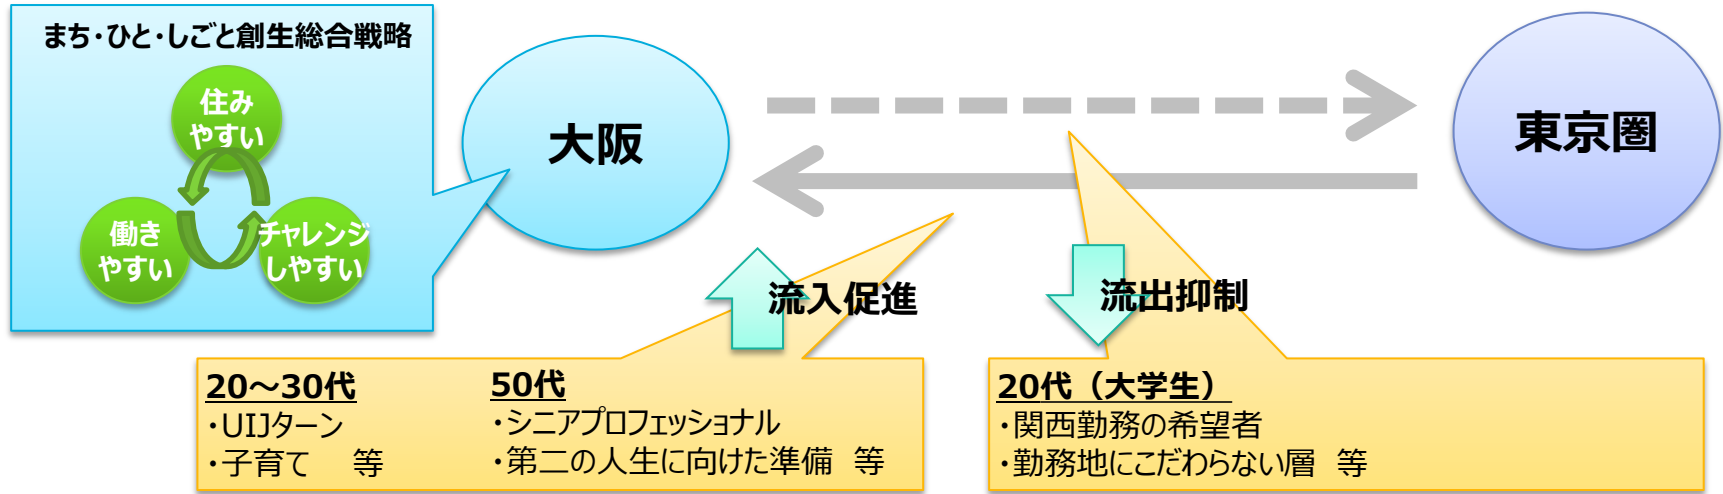 まち・ひと・しごと創生総合戦略
住み
やすい
働き
やすい
チャレンジ
しやすい
大阪
東京圏
流入促進
流出抑制
20～30代
・UIJターン
・子育て　等
50代
・シニアプロフェッショナル
・第二の人生に向けた準備　等
20代（大学生）
・関西勤務の希望者
・勤務地にこだわらない層　等